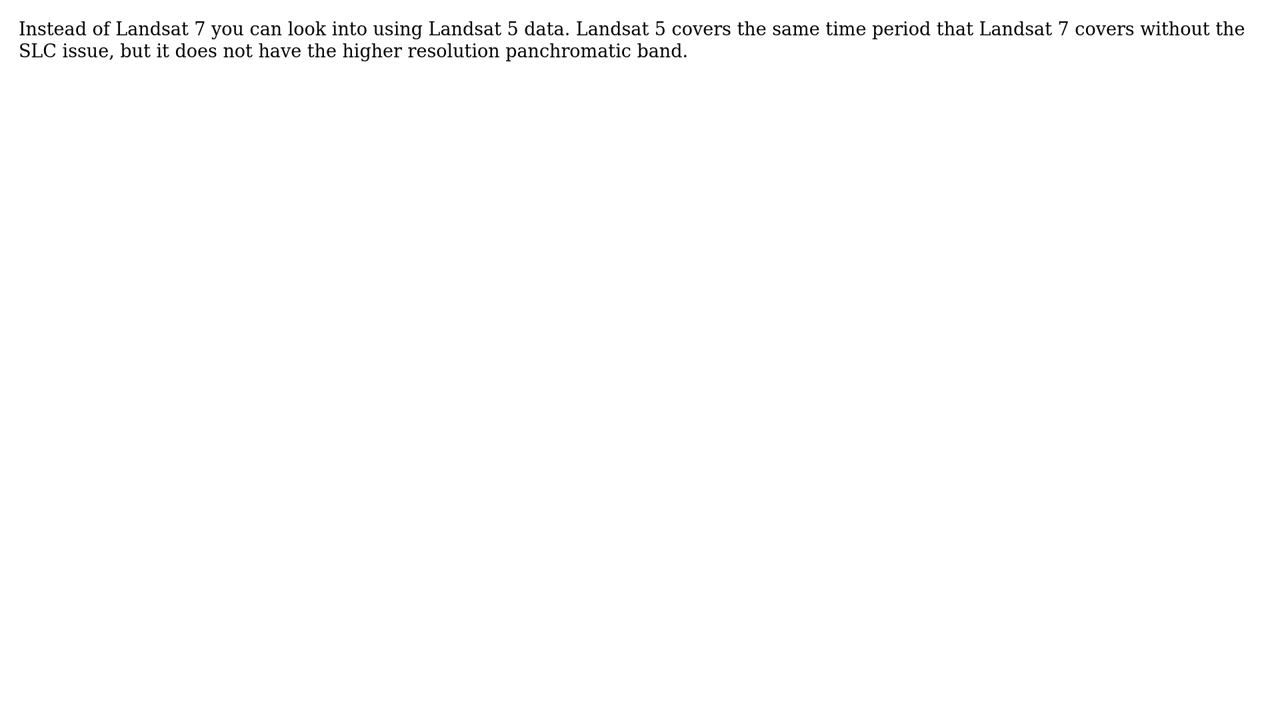 Instead of Landsat 7 you can look into using Landsat 5 data. Landsat 5 covers the same time period that Landsat 7 covers without the
SLC issue, but it does not have the higher resolution panchromatic band.